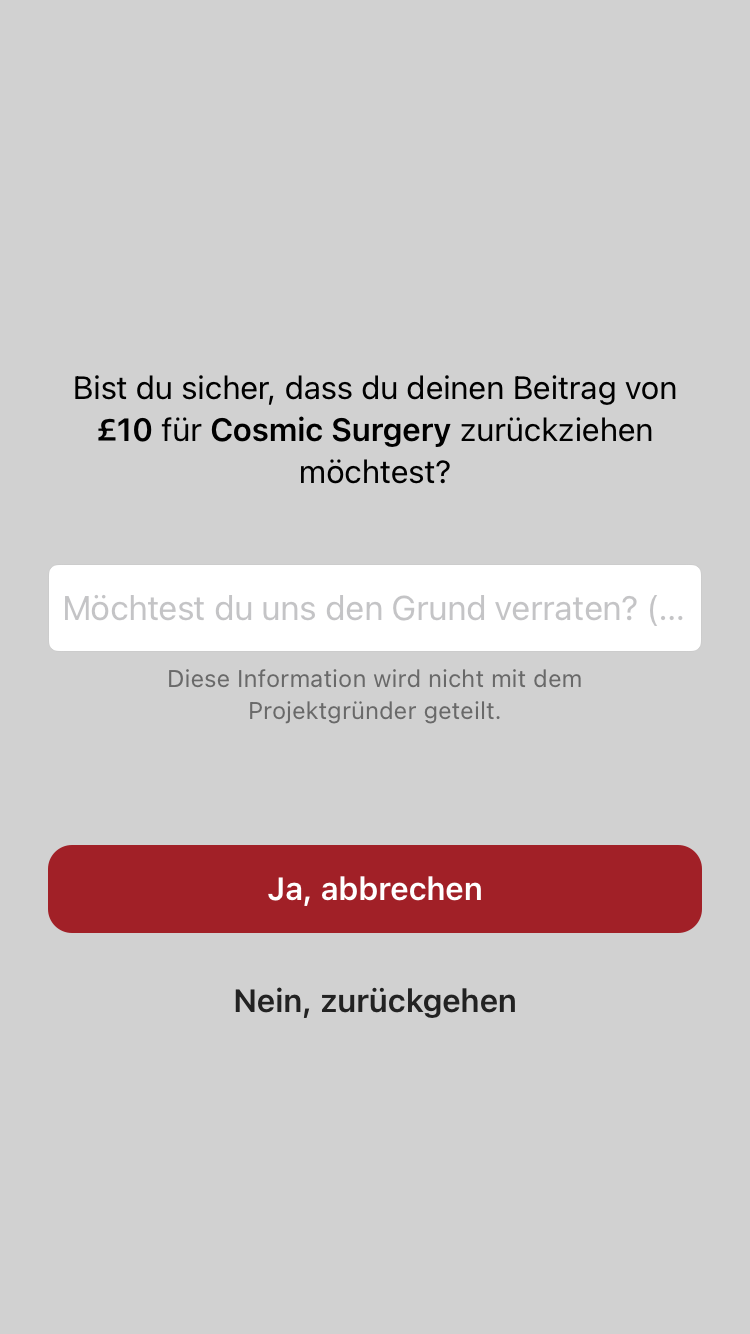 Bist du sicher, dass du deinen Beitrag von
£10 für Cosmic Surgery zurückziehen
möchtest?
Möchtest du uns den Grund verraten? (...
Diese Information wird nicht mit dem
Projektgründer geteilt.
Ja, abbrechen
Nein, zurückgehen